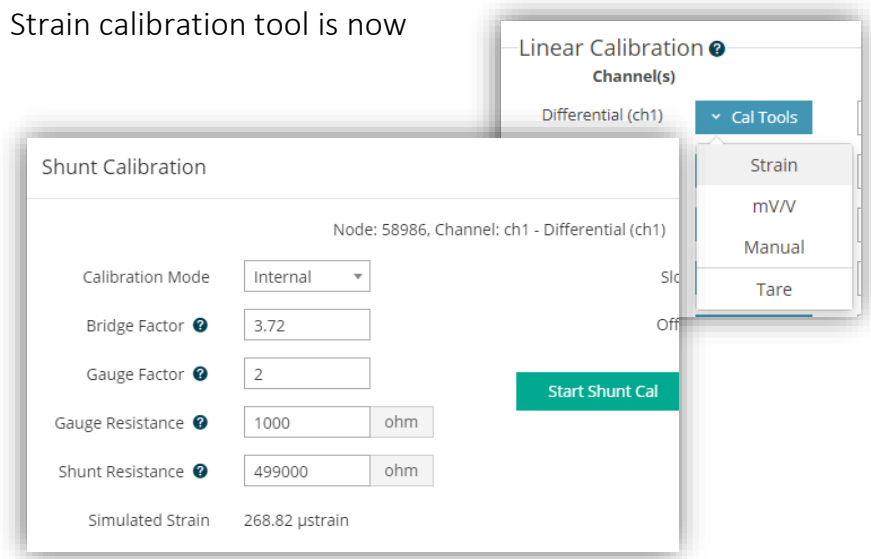 Strain calibration tool is now
Linear Calibration ?
Channel(s)
Differential (ch1)
Cal Tools
Strain
mV/V
Manual
Tare
Shunt Calibration
Node: 58986, Channel: ch1 - Differential (ch1)
Calibration Mode Internal
Bridge Factor ? 3.72
Gauge Factor ? 2
Gauge Resistance ? 1000 ohm
Shunt Resistance ? 499000 ohm
Simulated Strain 268.82 µstrain
Slo
Off
Start Shunt Cal